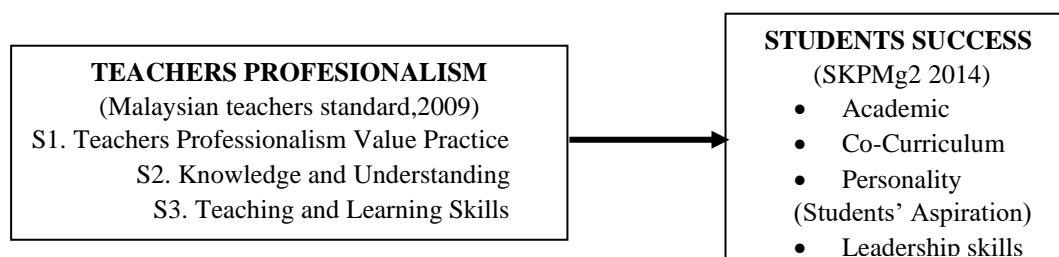 TEACHERS PROFESIONALISM
(Malaysian teachers standard,2009)
S1. Teachers Professionalism Value Practice
S2. Knowledge and Understanding
S3. Teaching and Learning Skills
STUDENTS SUCCESS
(SKPMg2 2014)
• Academic
• Co-Curriculum
• Personality
(Students’ Aspiration)
• Leadership skills